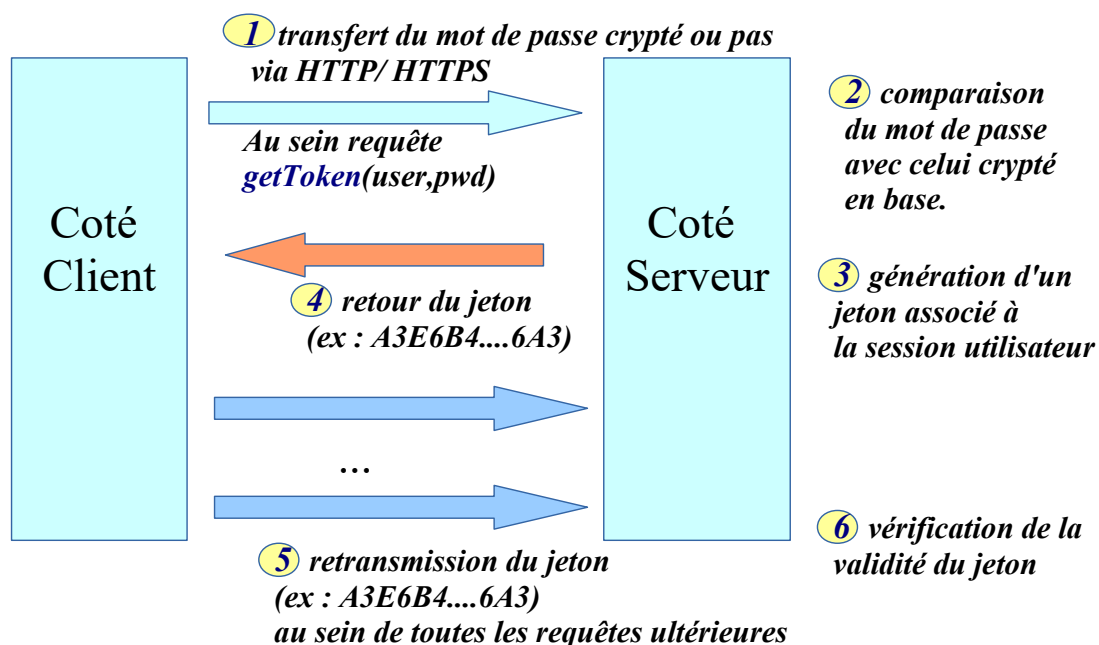 1 transfert du mot de passe crypté ou pas
via HTTP/ HTTPS
Au sein requête
getToken(user,pwd)
Coté
Client
Coté
Serveur
2 comparaison
du mot de passe
avec celui crypté
en base.
3 génération d'un
jeton associé à
la session utilisateur
4 retour du jeton
(ex : A3E6B4....6A3)
...
5 retransmission du jeton
(ex : A3E6B4....6A3)
au sein de toutes les requêtes ultérieures
6 vérification de la
validité du jeton